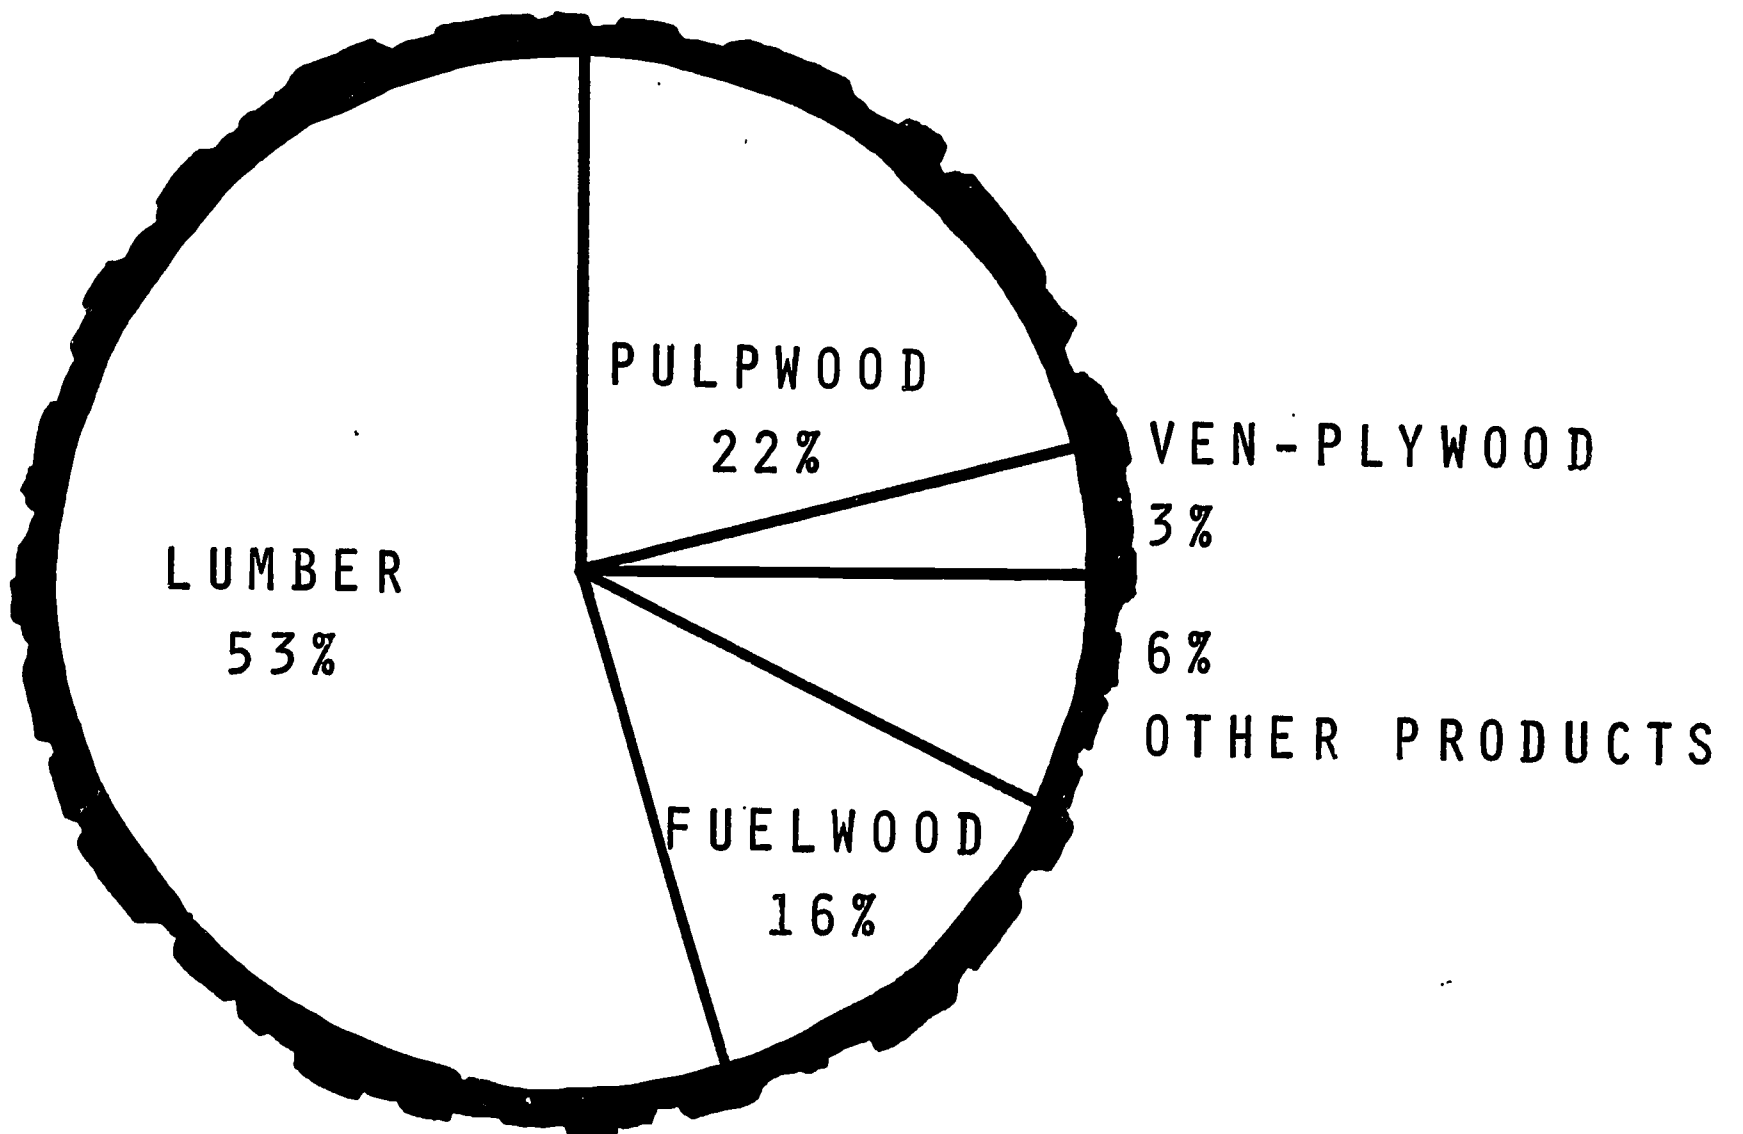 PULPWOOD
22%
VEN-PLYWOOD
3%
LUMBER
53%
6%
OTHER PRODUCTS
FUELWOOD
16%